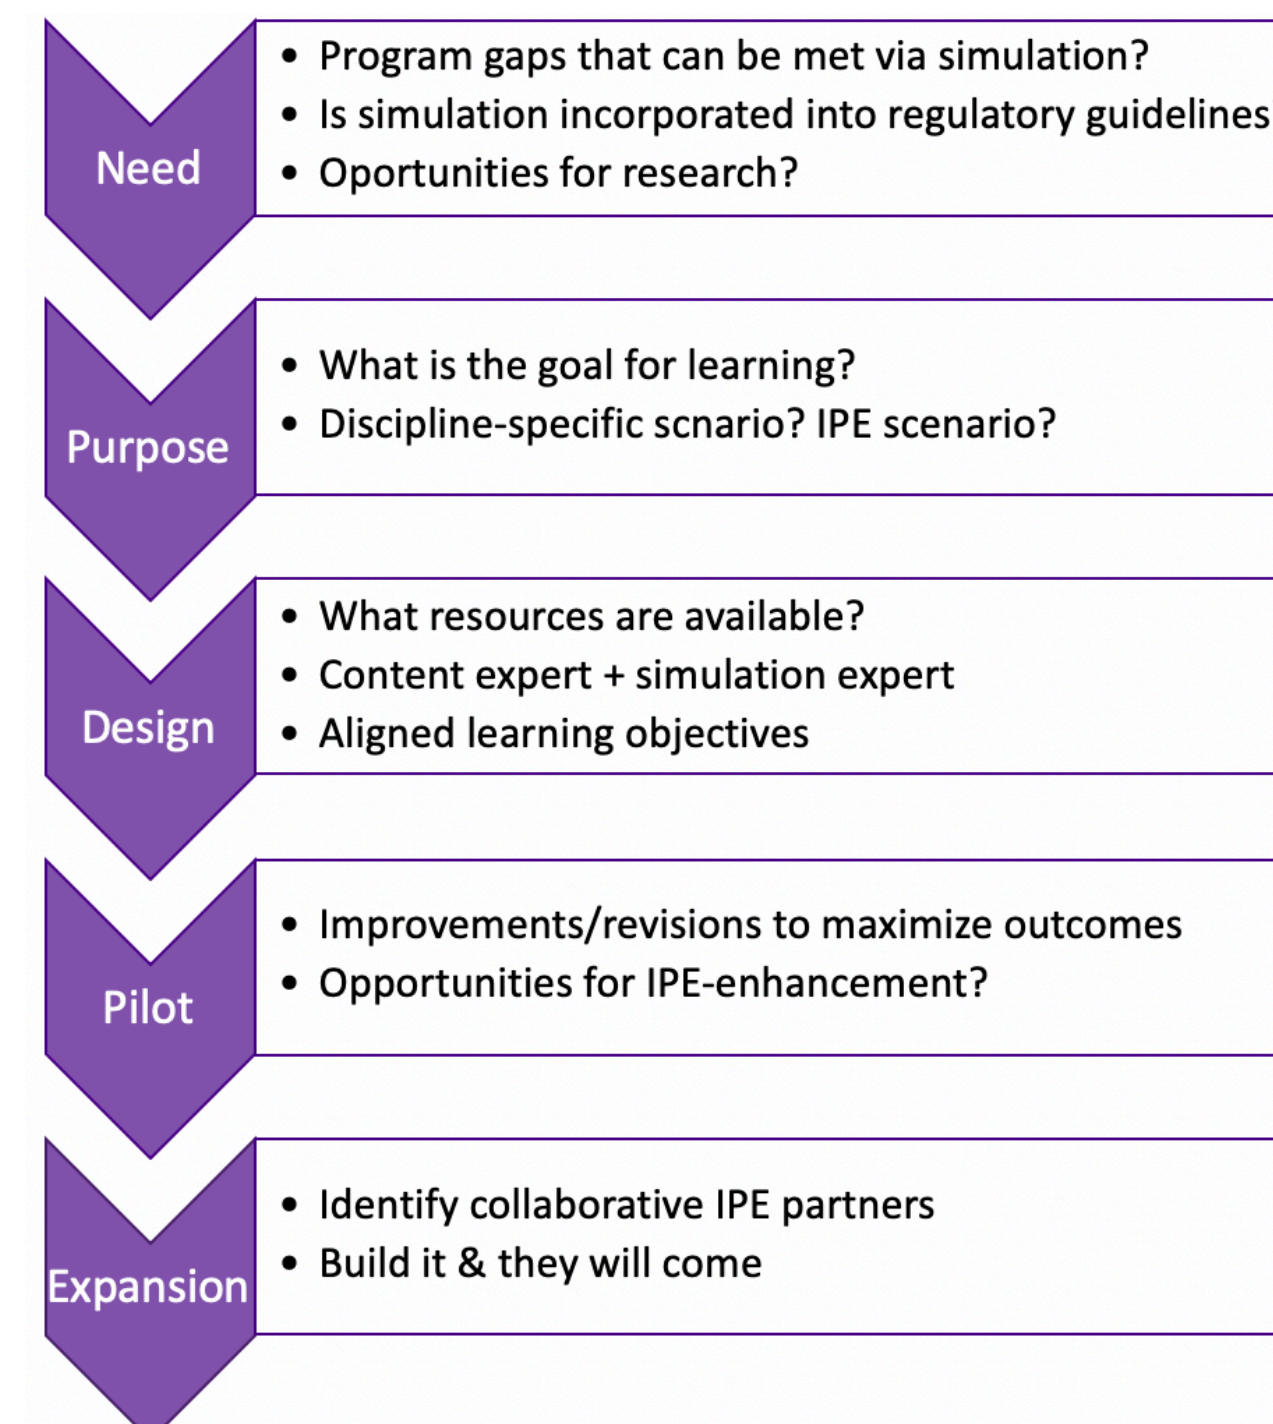 Need
• Program gaps that can be met via simulation?
• Is simulation incorporated into regulatory guidelines
• Oportunities for research?
Purpose
• What is the goal for learning?
• Discipline-specific scnario? IPE scenario?
Design
• What resources are available?
• Content expert + simulation expert
• Aligned learning objectives
Pilot
• Improvements/revisions to maximize outcomes
• Opportunities for IPE-enhancement?
Expansion
• Identify collaborative IPE partners
• Build it & they will come